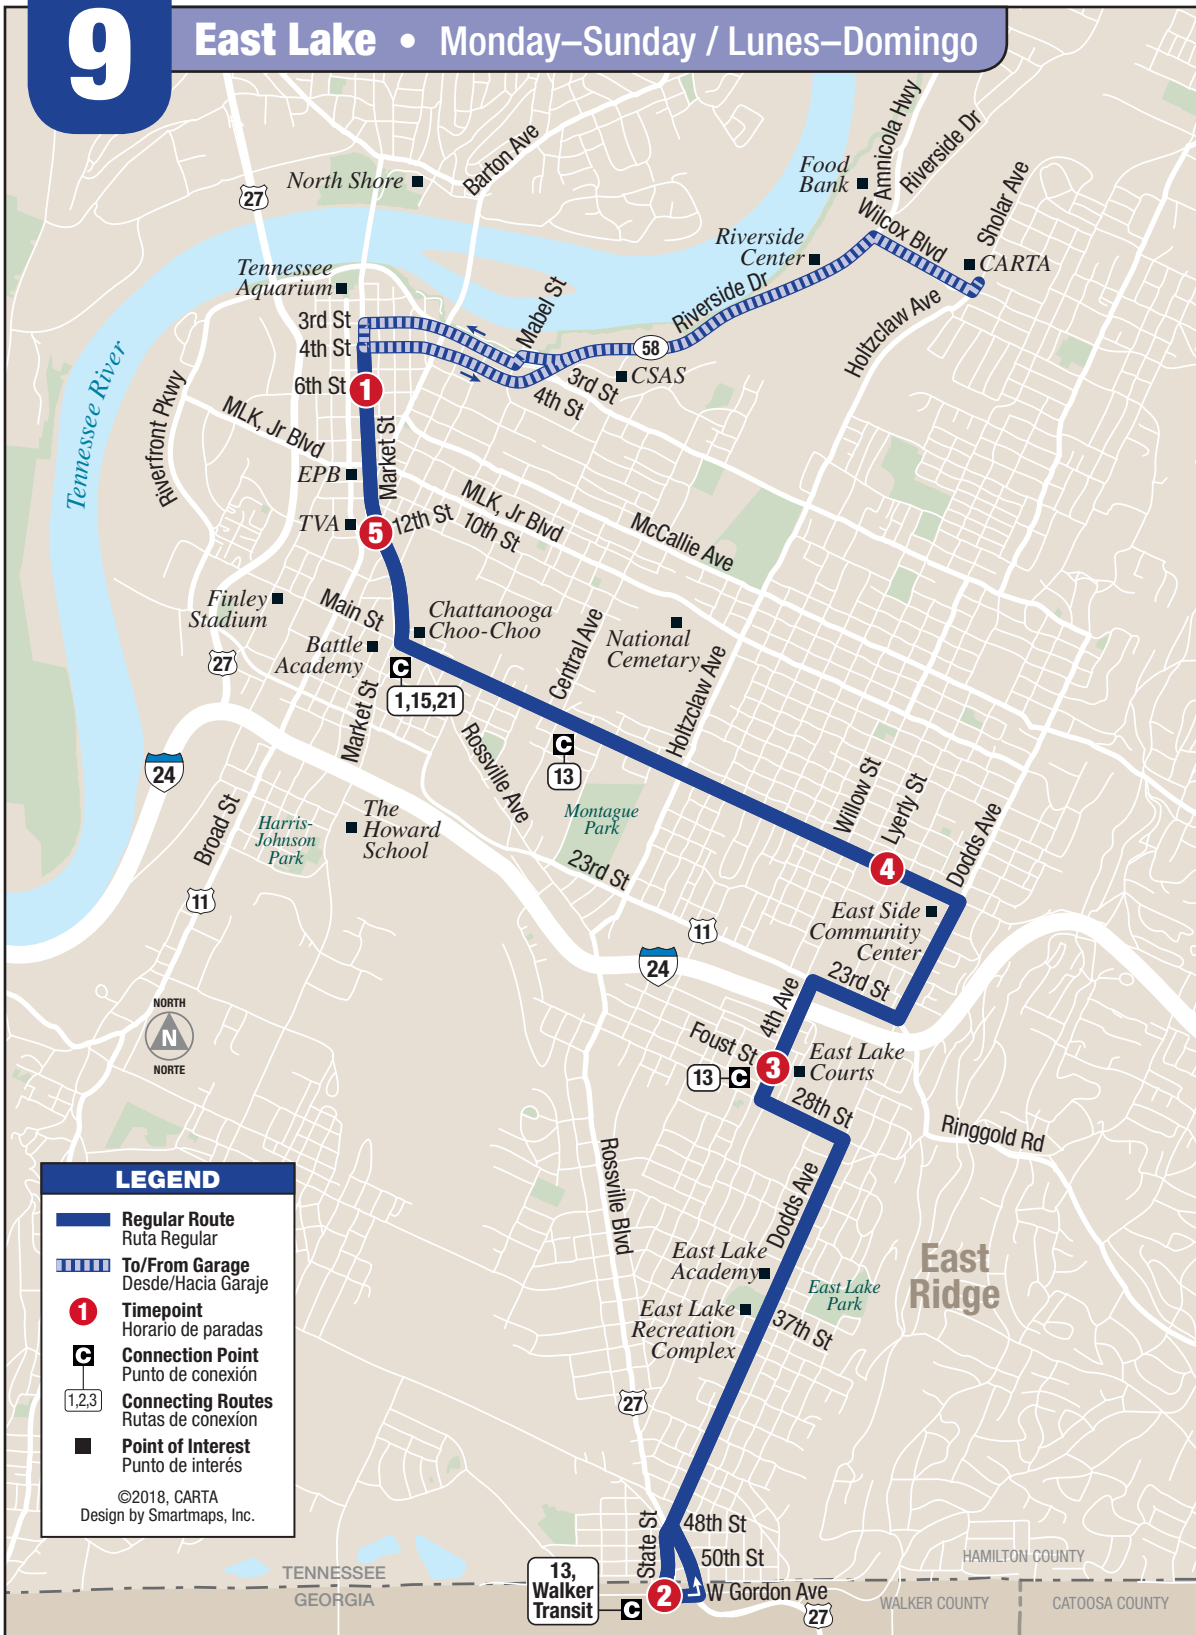 9
East Lake • Monday–Sunday / Lunes–Domingo
Barton Ave
North Shore
27
Amnicola Hwy
Riverside Dr
Food
Bank
Sholar Ave
Wilcox Blvd
Riverside
Center
CARTA
Tennessee
Aquarium
Mabel St
Riverside Dr
Holtzclaw Ave
3rd St
4th St
58
6th St
1
3rd St
CSAS
4th St
Tennessee River
Riverfront Pkwy
MLK, Jr Blvd
Market St
EPB
MLK, Jr Blvd
McCallie Ave
TVA
5
12th St
10th St
Finley
Stadium
Main St
Chattanooga
Choo-Choo
Central Ave
National
Cemetary
Battle
Academy
27
C
1,15,21
Holtzclaw Ave
Market St
Rossville Ave
C
13
24
Willow St
Lyerly St
Dodds Ave
Broad St
Harris-
Johnson
Park
The
Howard
School
Montague
Park
23rd St
4
11
East Side
Community
Center
11
24
23rd St
4th Ave
NORTH
N
NORTE
Foust St
3
13
C
East Lake
Courts
28th St
Ringgold Rd
Rossville Blvd
Dodds Ave
East Lake
Academy
East
Ridge
East Lake
Park
East Lake
Recreation
Complex
37th St
27
State St
48th St
50th St
W Gordon Ave
2
13,
Walker
Transit
C
27
TENNESSEE
GEORGIA
HAMILTON COUNTY
WALKER COUNTY
CATOOSA COUNTY
LEGEND
Regular Route
Ruta Regular
To/From Garage
Desde/Hacia Garaje
1
Timepoint
Horario de paradas
C
Connection Point
Punto de conexión
1,2,3
Connecting Routes
Rutas de conexíon
Point of Interest
Punto de interés
©2018, CARTA
Design by Smartmaps, Inc.